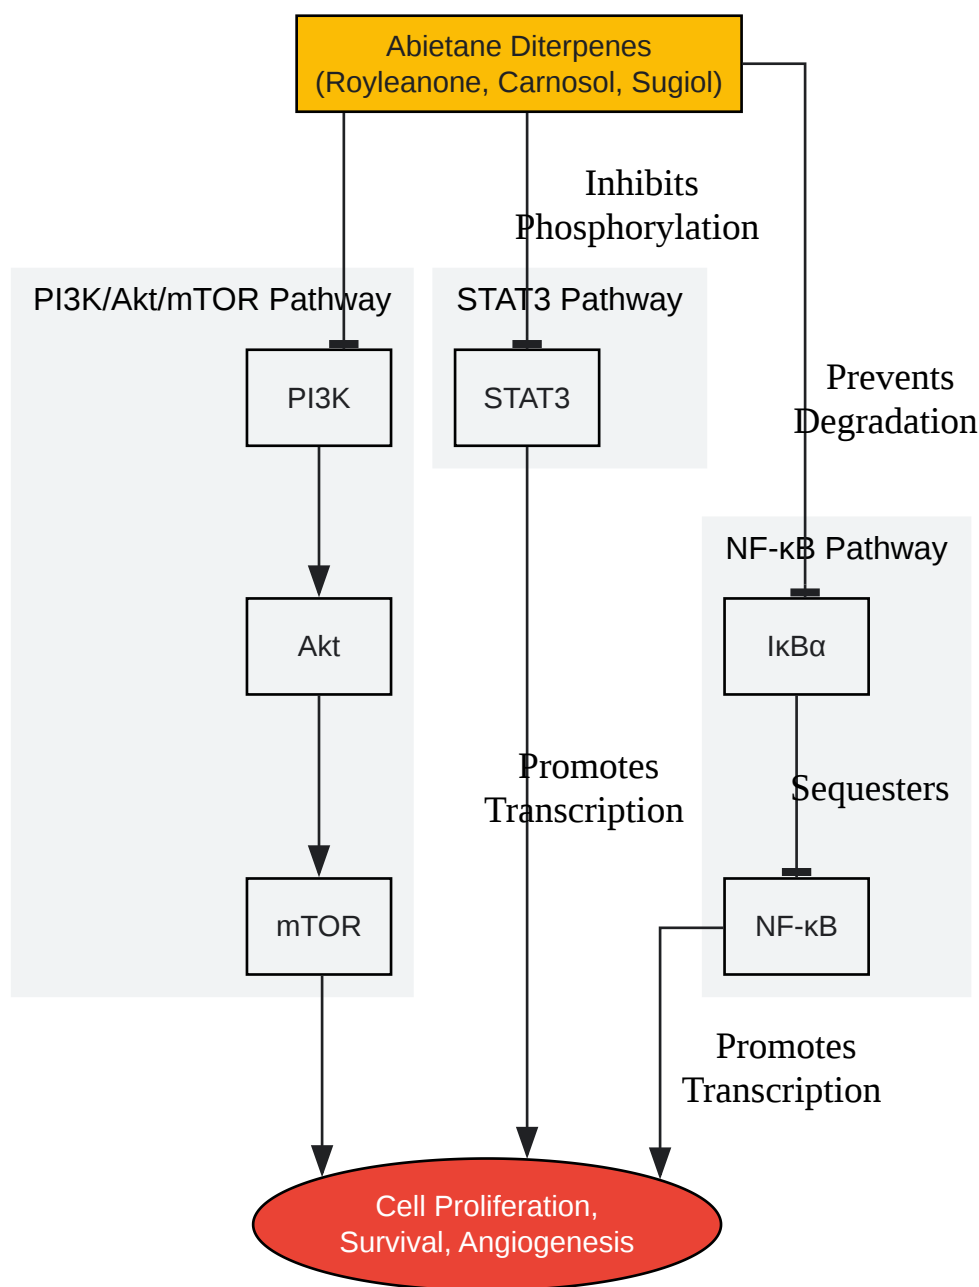 Abietane Diterpenes
(Royleanone, Carnosol, Sugiol)
Inhibits
Phosphorylation
PI3K/Akt/mTOR Pathway
STAT3 Pathway
PI3K
STAT3
Prevents
Degradation
NF-κB Pathway
Akt
IκBα
Promotes
Transcription
Sequesters
mTOR
NF-κB
Promotes
Transcription
Cell Proliferation,
Survival, Angiogenesis